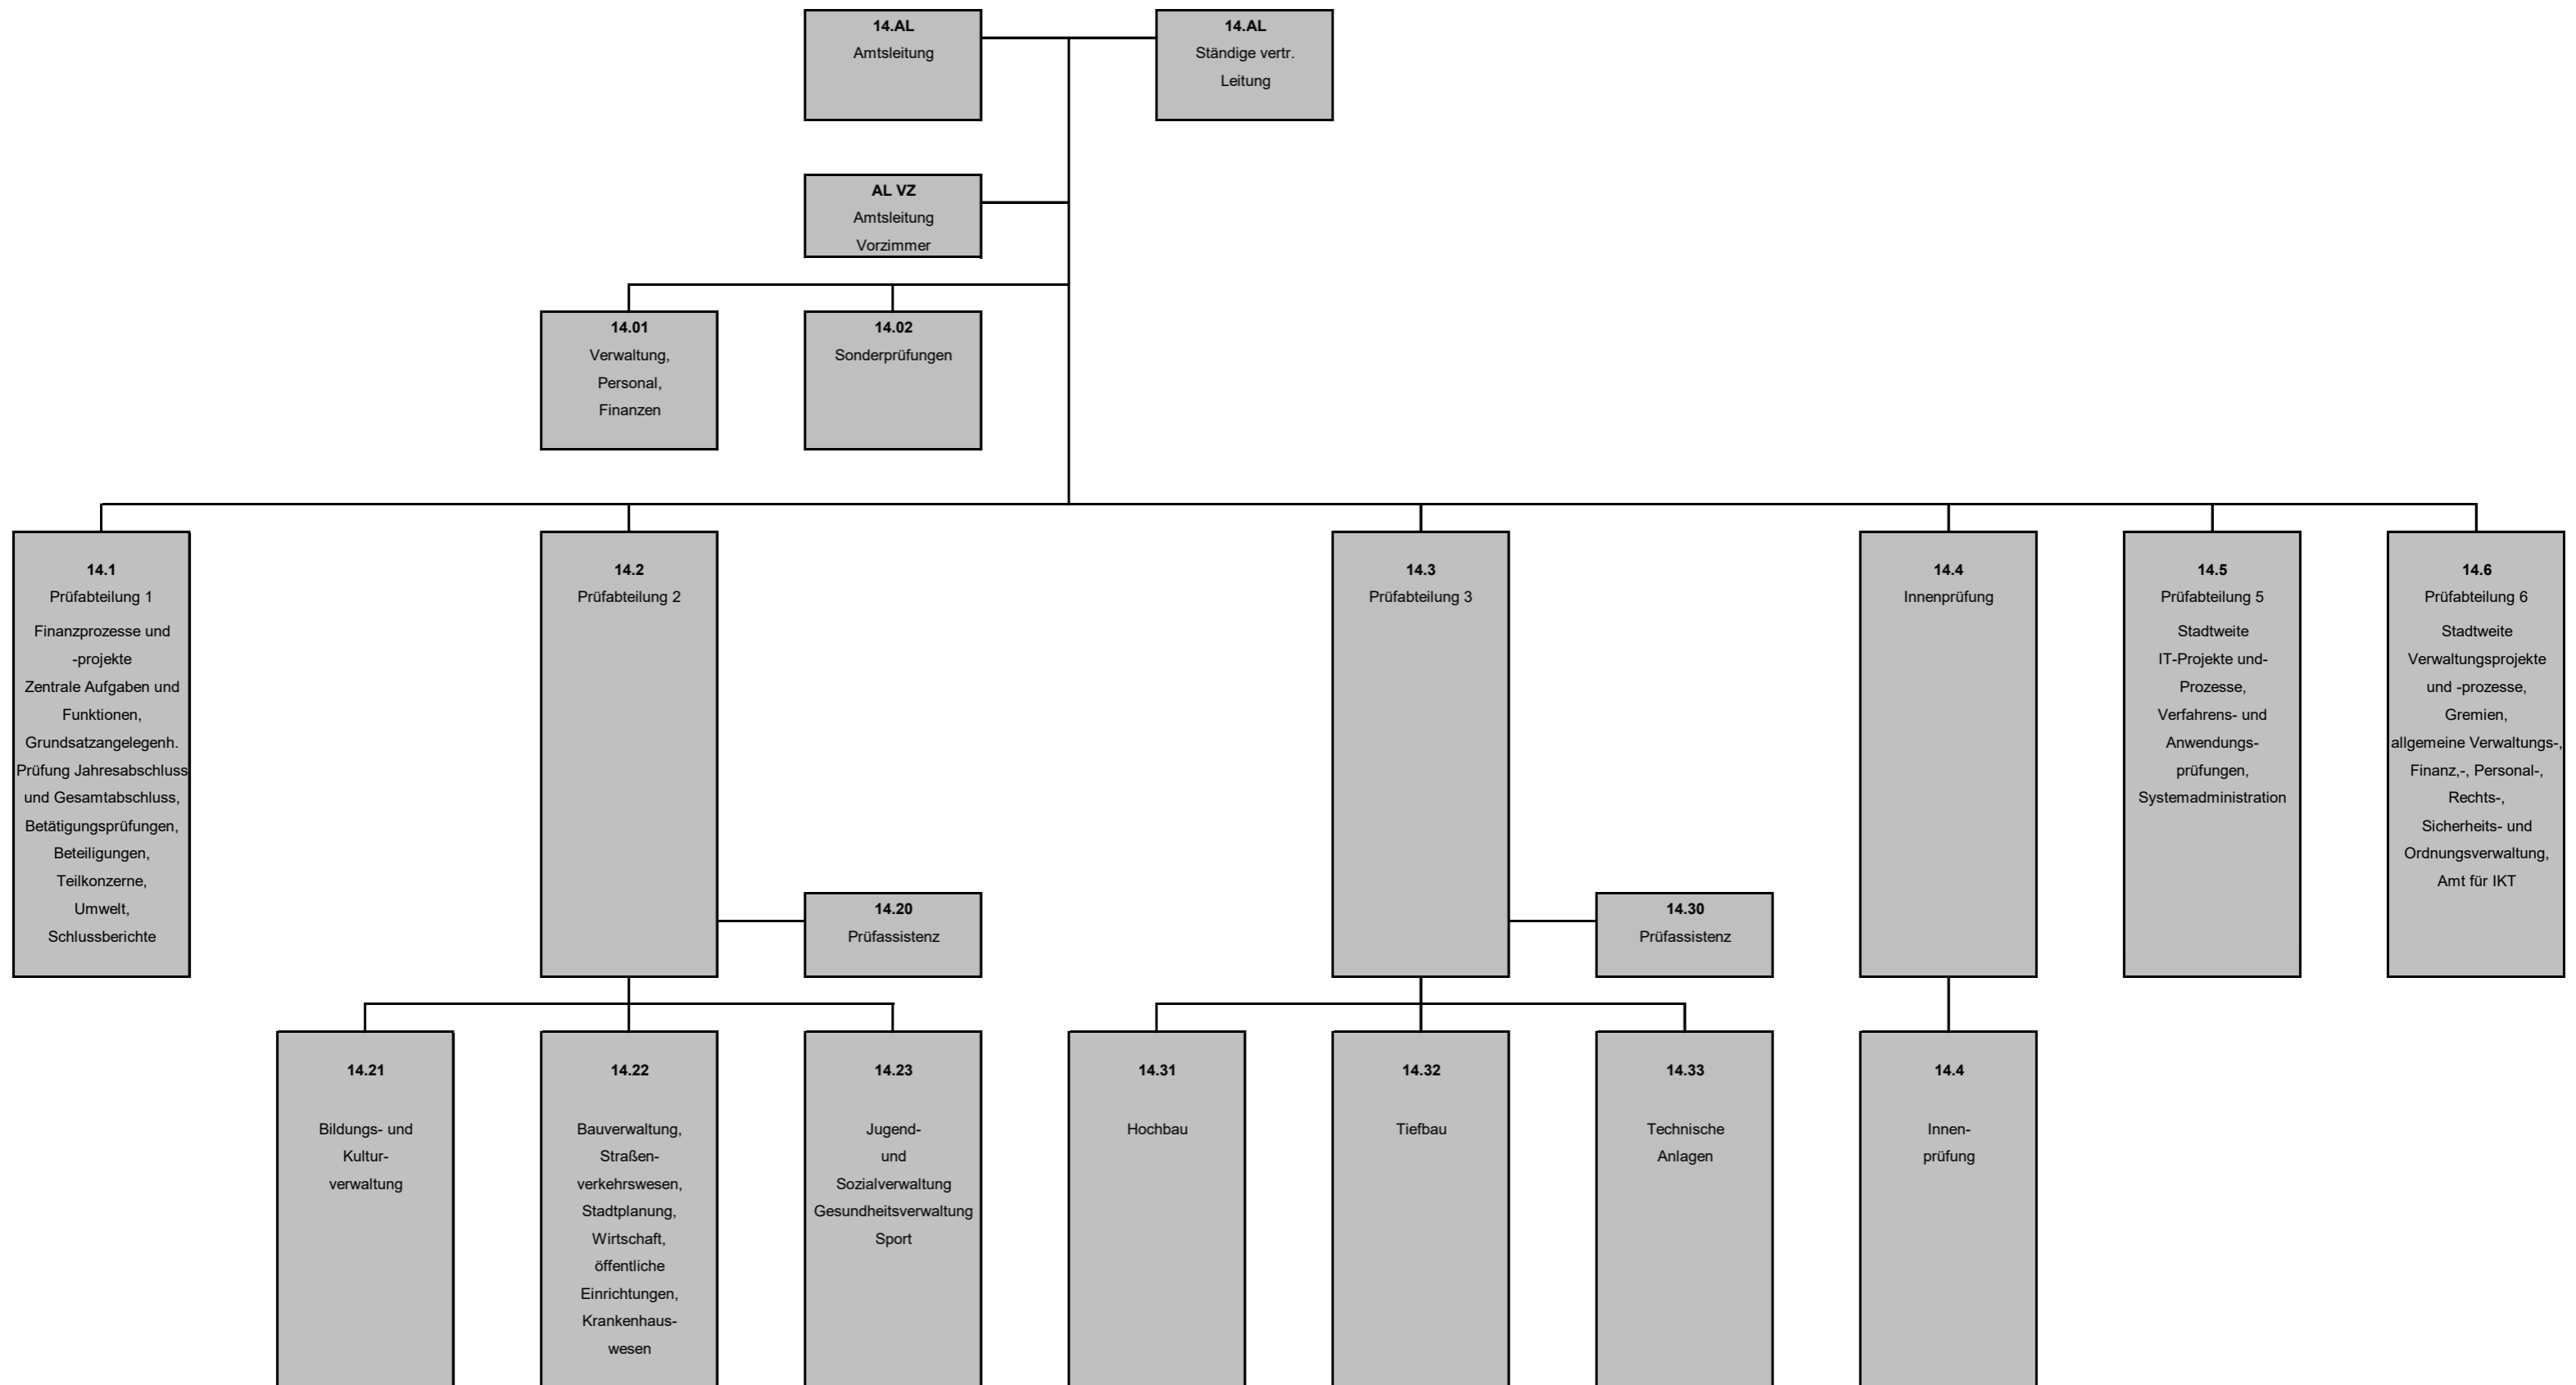 14.AL
Amtsleitung
14.AL
Ständige vertr.
Leitung
AL VZ
Amtsleitung
Vorzimmer
14.01
Verwaltung,
Personal,
Finanzen
14.02
Sonderprüfungen
14.1
Prüfabteilung 1
Finanzprozesse und
-projekte
Zentrale Aufgaben und
Funktionen,
Grundsatzangelegenh.
Prüfung Jahresabschluss
und Gesamtabschluss,
Betätigungsprüfungen,
Beteiligungen,
Teilkonzerne,
Umwelt,
Schlussberichte
14.2
Prüfabteilung 2
14.3
Prüfabteilung 3
14.4
Innenprüfung
14.5
Prüfabteilung 5
Stadtweite
IT-Projekte und-
Prozesse,
Verfahrens- und
Anwendungs-
prüfungen,
Systemadministration
14.6
Prüfabteilung 6
Stadtweite
Verwaltungsprojekte
und -prozesse,
Gremien,
allgemeine Verwaltungs-,
Finanz,-, Personal-,
Rechts-,
Sicherheits- und
Ordnungsverwaltung,
Amt für IKT
14.20
Prüfassistenz
14.30
Prüfassistenz
14.21
Bildungs- und
Kultur-
verwaltung
14.22
Bauverwaltung,
Straßen-
verkehrswesen,
Stadtplanung,
Wirtschaft,
öffentliche
Einrichtungen,
Krankenhaus-
wesen
14.23
Jugend-
und
Sozialverwaltung
Gesundheitsverwaltung
Sport
14.31
Hochbau
14.32
Tiefbau
14.33
Technische
Anlagen
14.4
Innen-
prüfung